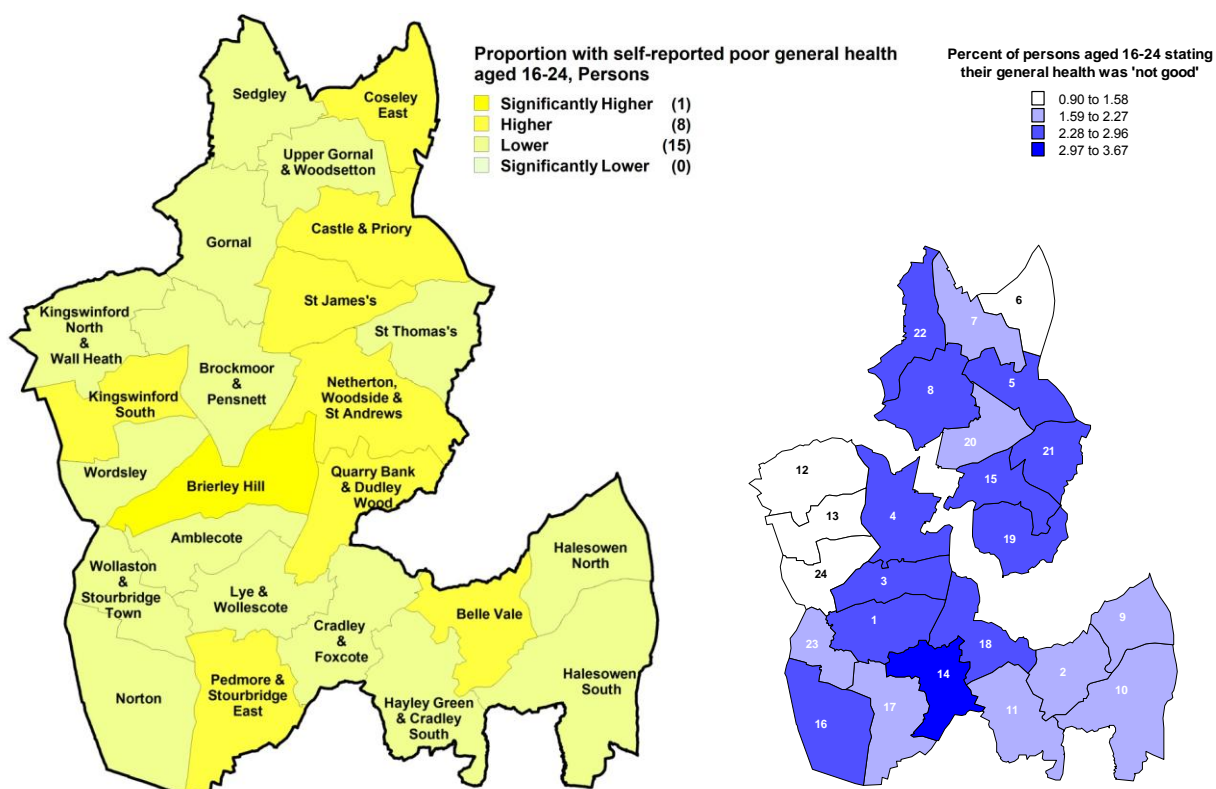 Proportion with self-reported poor general health
aged 16-24, Persons
Significantly Higher (1)
Higher (8)
Lower (15)
Significantly Lower (0)
Sedgley
Coseley
East
Upper Gornal
& Woodsetton
Castle & Priory
Gornal
St James's
Kingswinford
North
&
Wall Heath
St Thomas's
Brockmoor
&
Pensnett
Netherton,
Woodside &
St Andrews
Kingswinford
South
Wordsley
Brierley Hill
Quarry Bank
& Dudley
Wood
Amblecote
Halesowen
North
Wollaston
&
Stourbridge
Town
Lye &
Wollescote
Belle Vale
Cradley
&
Foxcote
Halesowen
South
Pedmore &
Stourbridge
East
Norton
Hayley Green
& Cradley
South
Percent of persons aged 16-24 stating
their general health was 'not good'
0.90 to 1.58
1.59 to 2.27
2.28 to 2.96
2.97 to 3.67
6
7
22
5
8
20
21
12
15
13
4
19
24
3
1
9
23
18
14
2
10
17
11
16